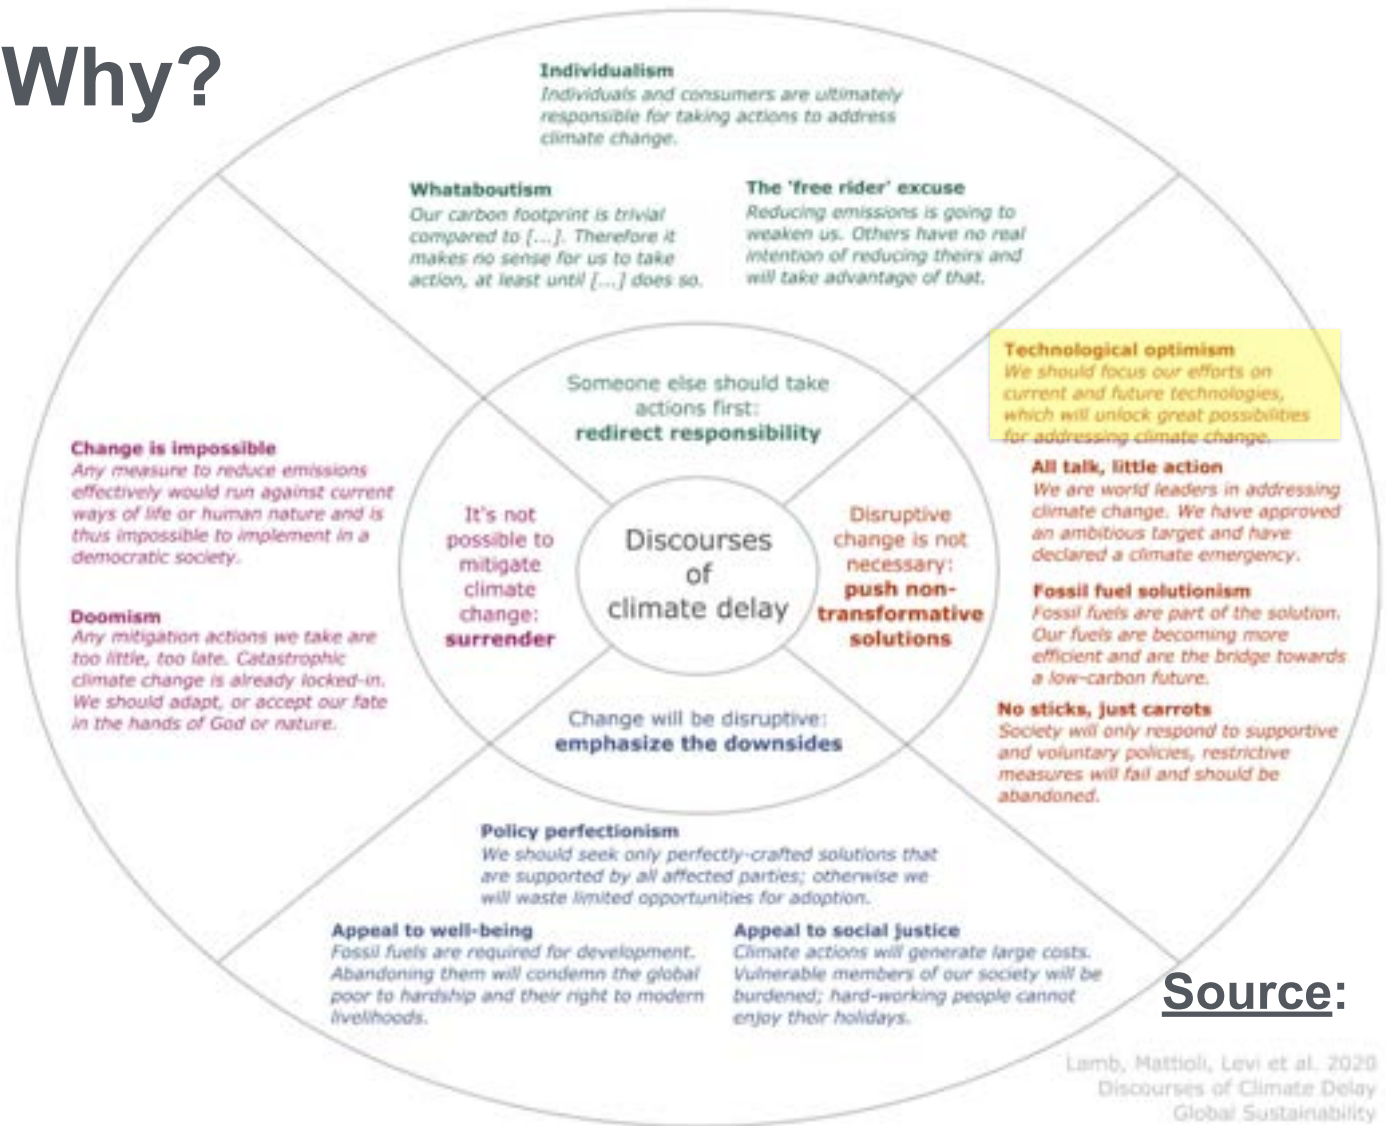 Why?
Individualism
Individuals and consumers are ultimately
responsible for taking actions to address
climate change.
Whataboutism
Our carbon footprint is trivial
compared to [...]. Therefore it
makes no sense for us to take
action, at least until [...] does so.
The 'free rider' excuse
Reducing emissions is going to
weaken us. Others have no real
intention of reducing theirs and
will take advantage of that.
Someone else should take
actions first:
redirect responsibility
Technological optimism
We should focus our efforts on
current and future technologies,
which will unlock great possibilities
for addressing climate change.
All talk, little action
We are world leaders in addressing
climate change. We have approved
an ambitious target and have
declared a climate emergency.
Fossil fuel solutionism
Fossil fuels are part of the solution.
Our fuels are becoming more
efficient and are the bridge towards
a low-carbon future.
No sticks, just carrots
Society will only respond to supportive
and voluntary policies, restrictive
measures will fail and should be
abandoned.
Disruptive
change is not
necessary:
push non-
transformative
solutions
Discourses
of
climate delay
It's not
possible to
mitigate
climate
change:
surrender
Change is impossible
Any measure to reduce emissions
effectively would run against current
ways of life or human nature and is
thus impossible to implement in a
democratic society.
Doomism
Any mitigation actions we take are
too little, too late. Catastrophic
climate change is already locked-in.
We should adapt, or accept our fate
in the hands of God or nature.
Change will be disruptive:
emphasize the downsides
Policy perfectionism
We should seek only perfectly-crafted solutions that
are supported by all affected parties; otherwise we
will waste limited opportunities for adoption.
Appeal to well-being
Fossil fuels are required for development.
Abandoning them will condemn the global
poor to hardship and their right to modern
livelihoods.
Appeal to social justice
Climate actions will generate large costs.
Vulnerable members of our society will be
burdened; hard-working people cannot
enjoy their holidays.
Source:
Lamb, Mattioli, Levi et al. 2020
Discourses of Climate Delay
Global Sustainability